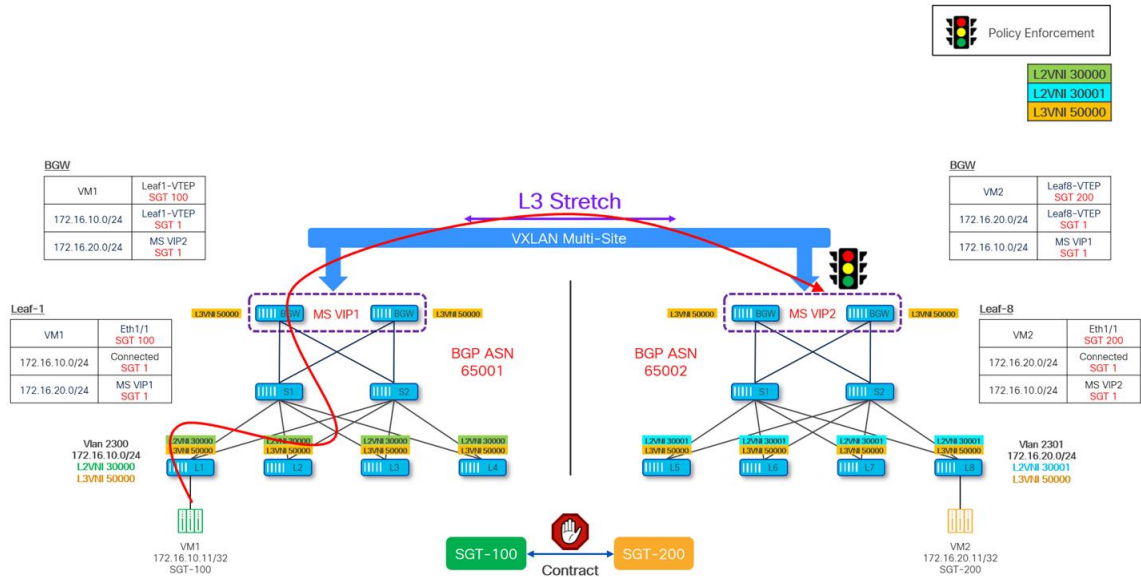 Policy Enforcement
L2VNI 30000
L2VNI 30001
L3VNI 50000
BGW
VM1
Leaf1-VTEP
SGT 100
172.16.10.0/24
Leaf1-VTEP
SGT 1
172.16.20.0/24
MS VIP2
SGT 1
BGW
VM2
Leaf8-VTEP
SGT 200
172.16.20.0/24
Leaf8-VTEP
SGT 1
172.16.10.0/24
MS VIP1
SGT 1
L3 Stretch
VXLAN Multi-Site
Leaf-1
VM1
Eth1/1
SGT 100
172.16.10.0/24
Connected
SGT 1
172.16.20.0/24
MS VIP1
SGT 1
L3VNI 50000
BGW
MS VIP1
BGW
L3VNI 50000
L3VNI 50000
BGW
MS VIP2
BGW
L3VNI 50000
Leaf-8
VM2
Eth1/1
SGT 200
172.16.20.0/24
Connected
SGT 1
172.16.10.0/24
MS VIP2
SGT 1
BGP ASN
65001
BGP ASN
65002
S1
S2
S1
S2
Vlan 2300
172.16.10.0/24
L2VNI 30000
L3VNI 50000
L2VNI 30000
L3VNI 50000
L1
L2VNI 30000
L3VNI 50000
L2
L2VNI 30000
L3VNI 50000
L3
L2VNI 30000
L3VNI 50000
L4
L2VNI 30001
L3VNI 50000
L5
L2VNI 30001
L3VNI 50000
L6
L2VNI 30001
L3VNI 50000
L7
L2VNI 30001
L3VNI 50000
L8
Vlan 2301
172.16.20.0/24
L2VNI 30001
L3VNI 50000
VM1
172.16.10.11/32
SGT-100
SGT-100
Contract
SGT-200
VM2
172.16.20.11/32
SGT-200